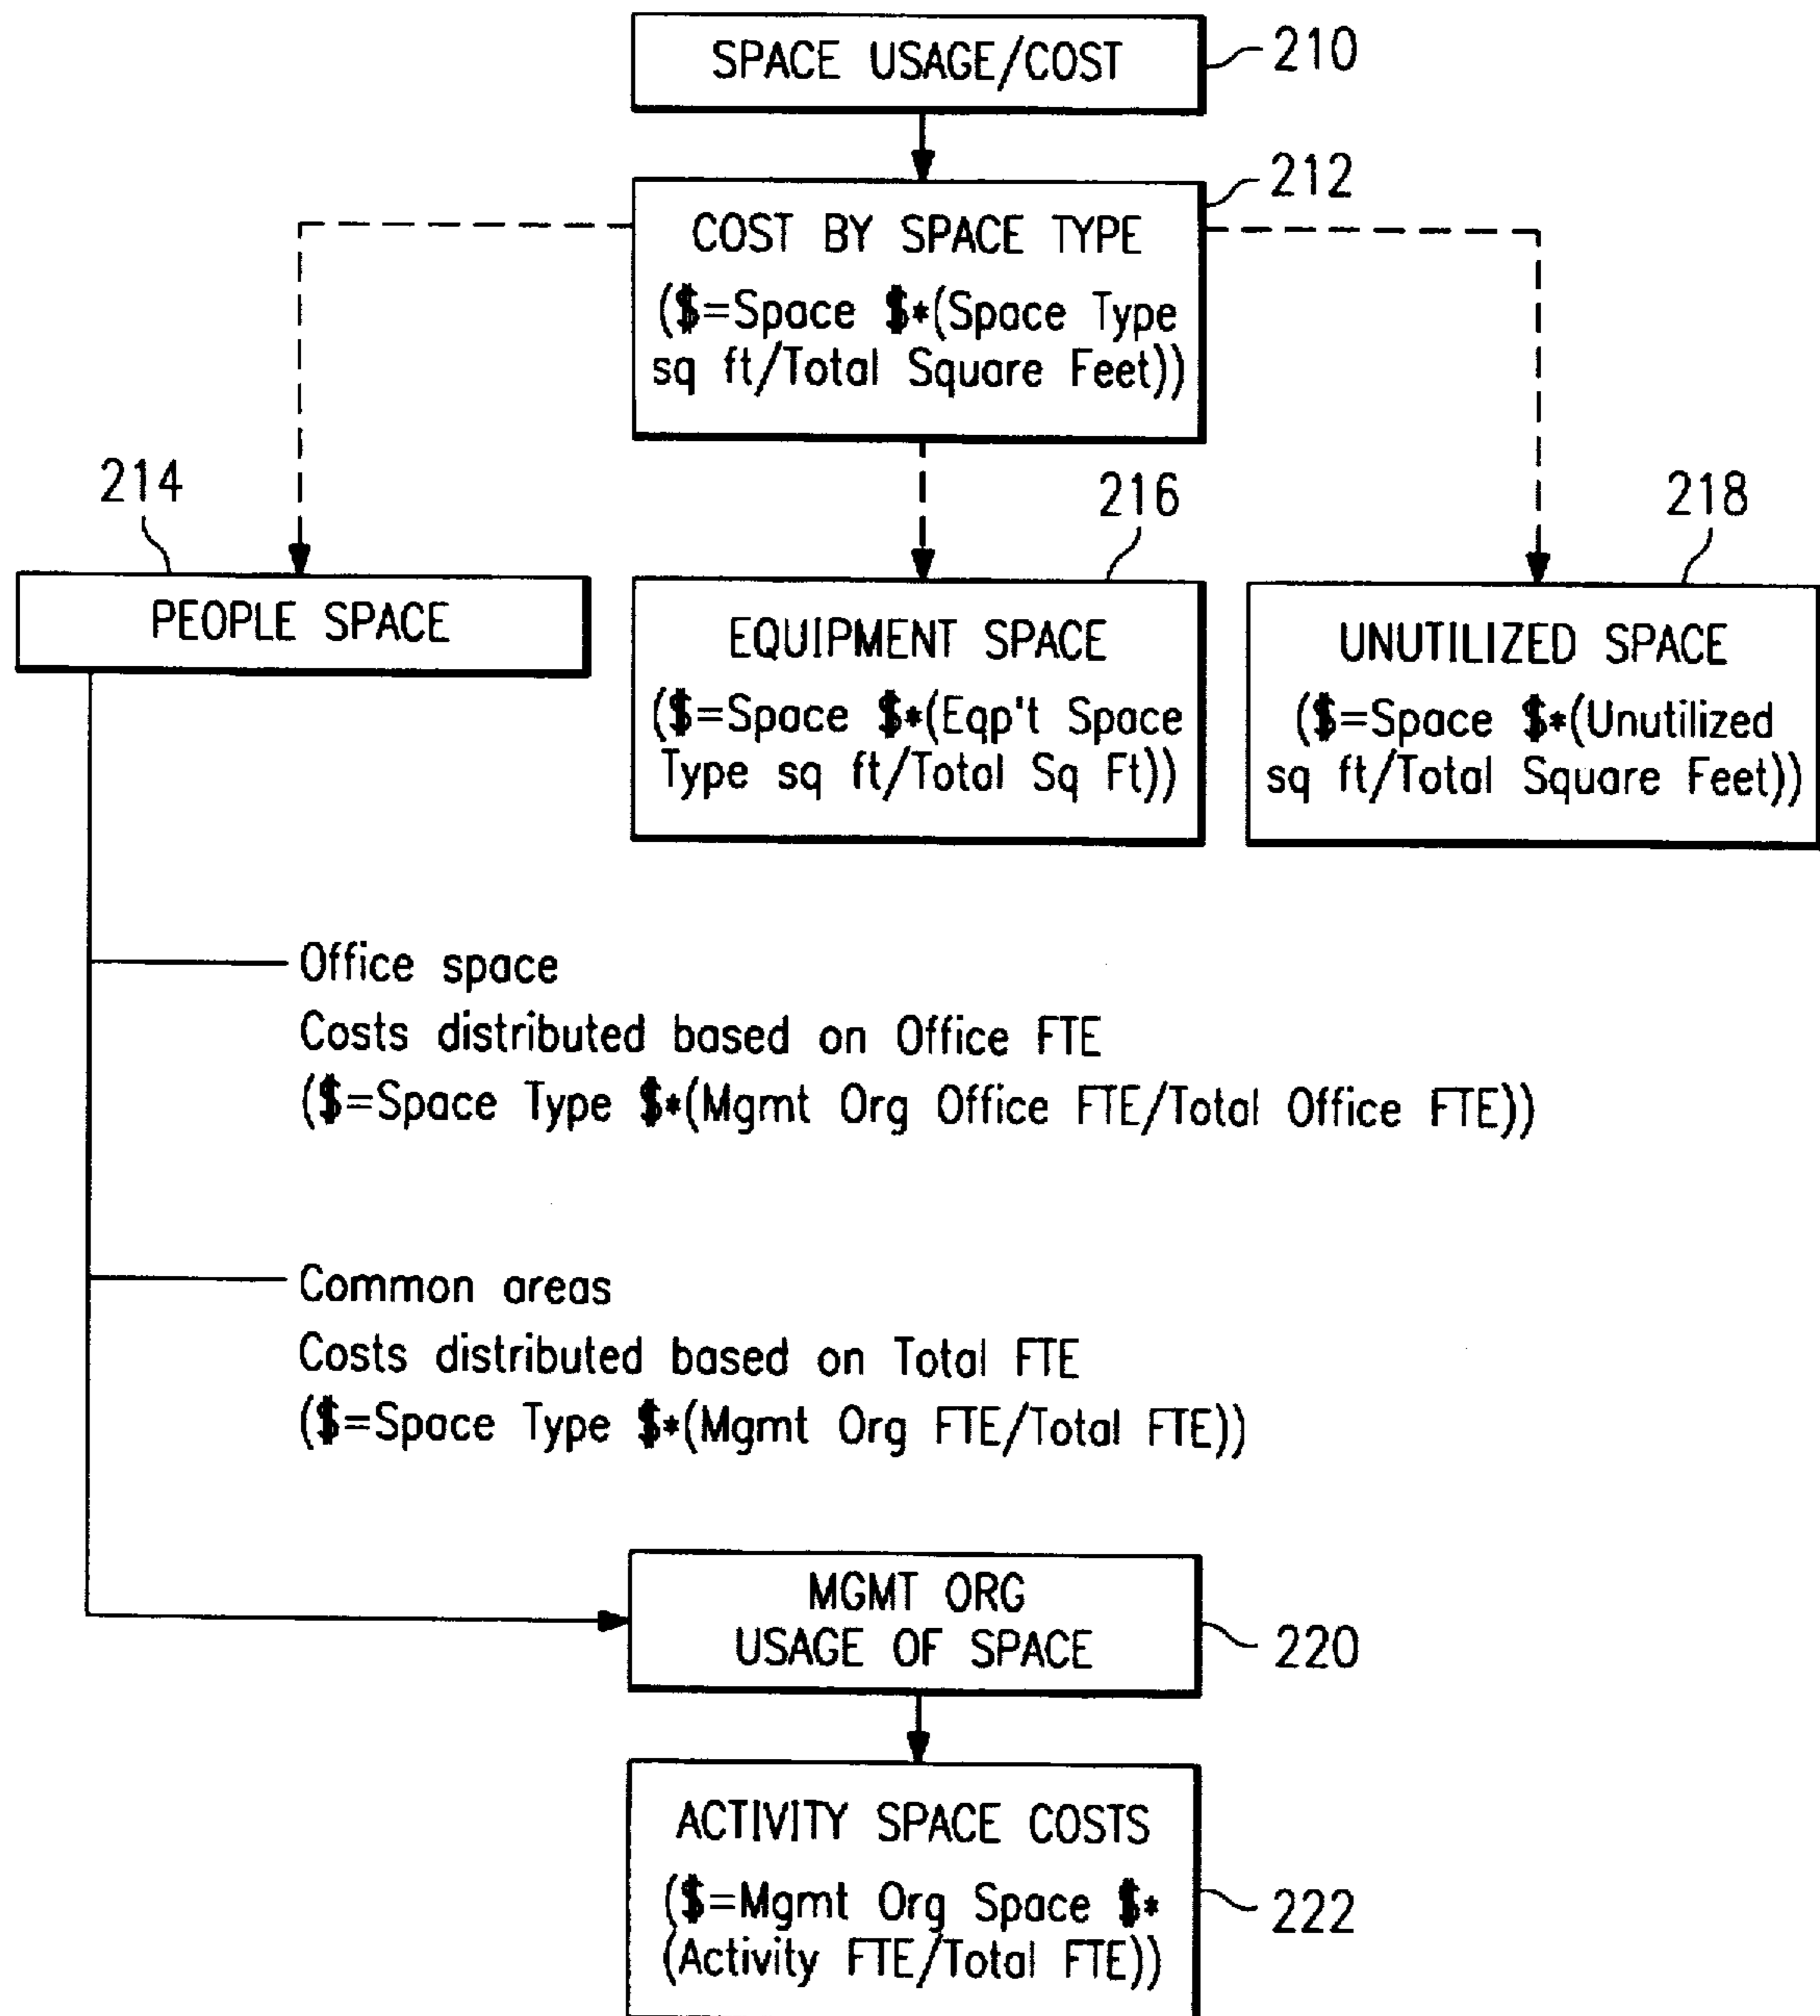 SPACE USAGE/COST
210
212
COST BY SPACE TYPE
($=Space $*(Space Type
sq ft/Total Square Feet))
214
216
218
PEOPLE SPACE
EQUIPMENT SPACE
($=Space $*(Eqp't Space
Type sq ft/Total Sq Ft))
UNUTILIZED SPACE
($=Space $*(Unutilized
sq ft/Total Square Feet))
Office space
Costs distributed based on Office FTE
($=Space Type $*(Mgmt Org Office FTE/Total Office FTE))
Common areas
Costs distributed based on Total FTE
($=Space Type $*(Mgmt Org FTE/Total FTE))
MGMT ORG
USAGE OF SPACE
220
ACTIVITY SPACE COSTS
($=Mgmt Org Space $*
(Activity FTE/Total FTE))
222